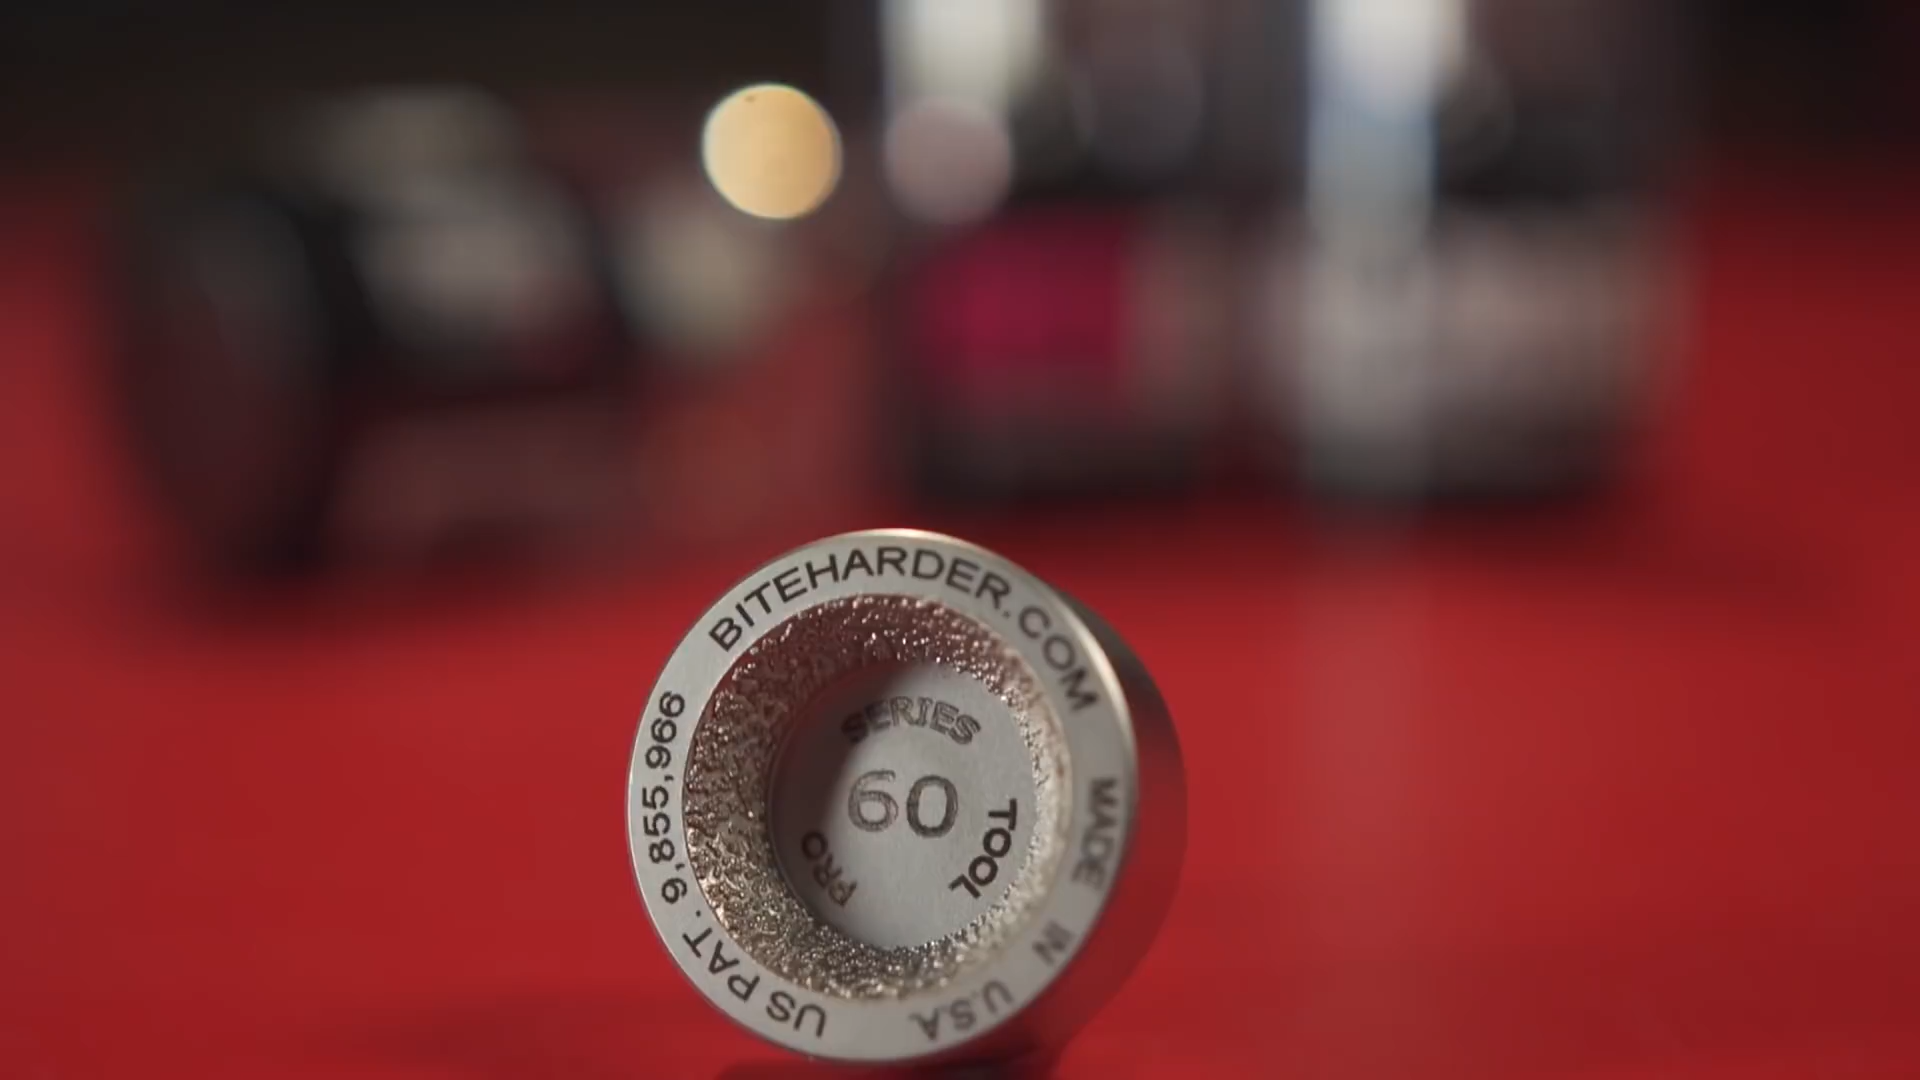 BITEHARDER.COM
MADE IN U.S.A.
US PAT. 9,855,966
SERIES
60
PRO TOOL